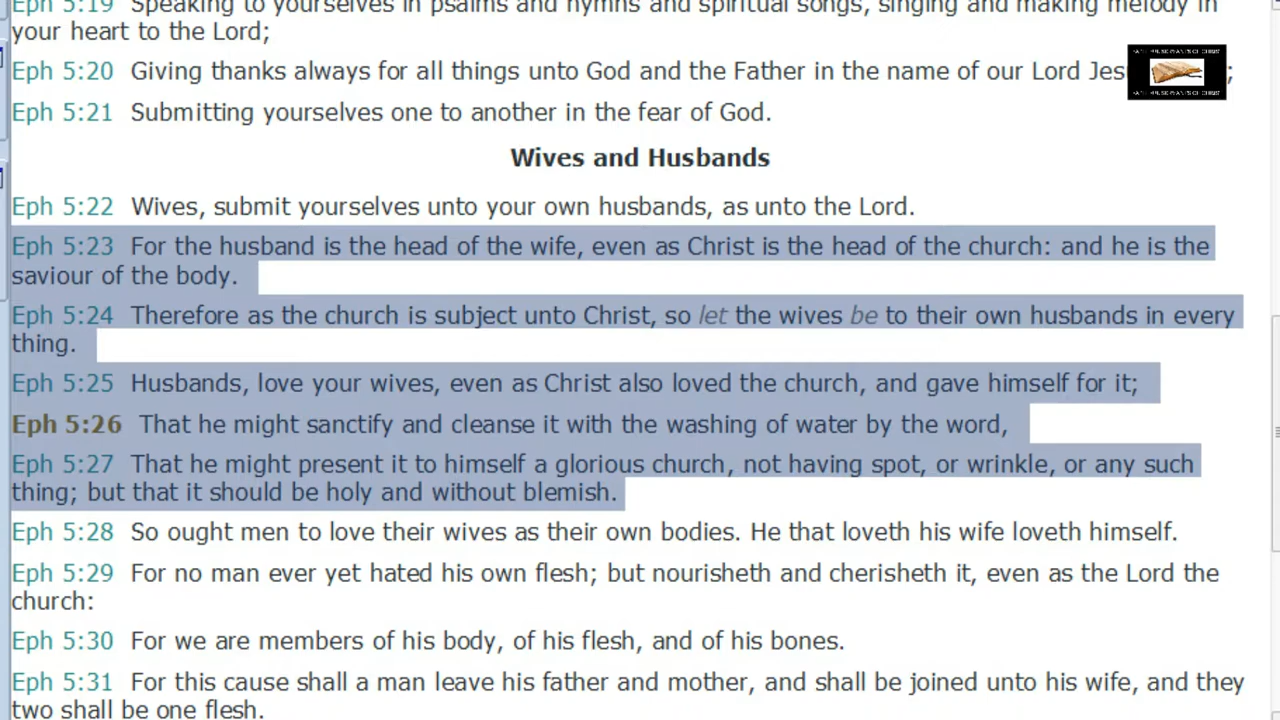 Eph 5:19 Speaking to yourselves in psalms and hymns and spiritual songs, singing and making melody in
your heart to the Lord;
Eph 5:20 Giving thanks always for all things unto God and the Father in the name of our Lord Jes ;
Eph 5:21 Submitting yourselves one to another in the fear of God.
Wives and Husbands
Eph 5:22 Wives, submit yourselves unto your own husbands, as unto the Lord.
Eph 5:23 For the husband is the head of the wife, even as Christ is the head of the church: and he is the
saviour of the body.
Eph 5:24 Therefore as the church is subject unto Christ, so let the wives be to their own husbands in every
thing.
Eph 5:25 Husbands, love your wives, even as Christ also loved the church, and gave himself for it;
Eph 5:26 That he might sanctify and cleanse it with the washing of water by the word,
Eph 5:27 That he might present it to himself a glorious church, not having spot, or wrinkle, or any such
thing; but that it should be holy and without blemish.
Eph 5:28 So ought men to love their wives as their own bodies. He that loveth his wife loveth himself.
Eph 5:29 For no man ever yet hated his own flesh; but nourisheth and cherisheth it, even as the Lord the
church:
Eph 5:30 For we are members of his body, of his flesh, and of his bones.
Eph 5:31 For this cause shall a man leave his father and mother, and shall be joined unto his wife, and they
two shall be one flesh.